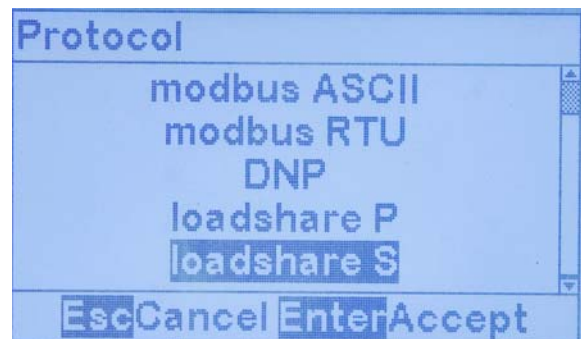 Protocol
modbus ASCII
modbus RTU
DNP
loadshare P
loadshare S
EscCancel EnterAccept